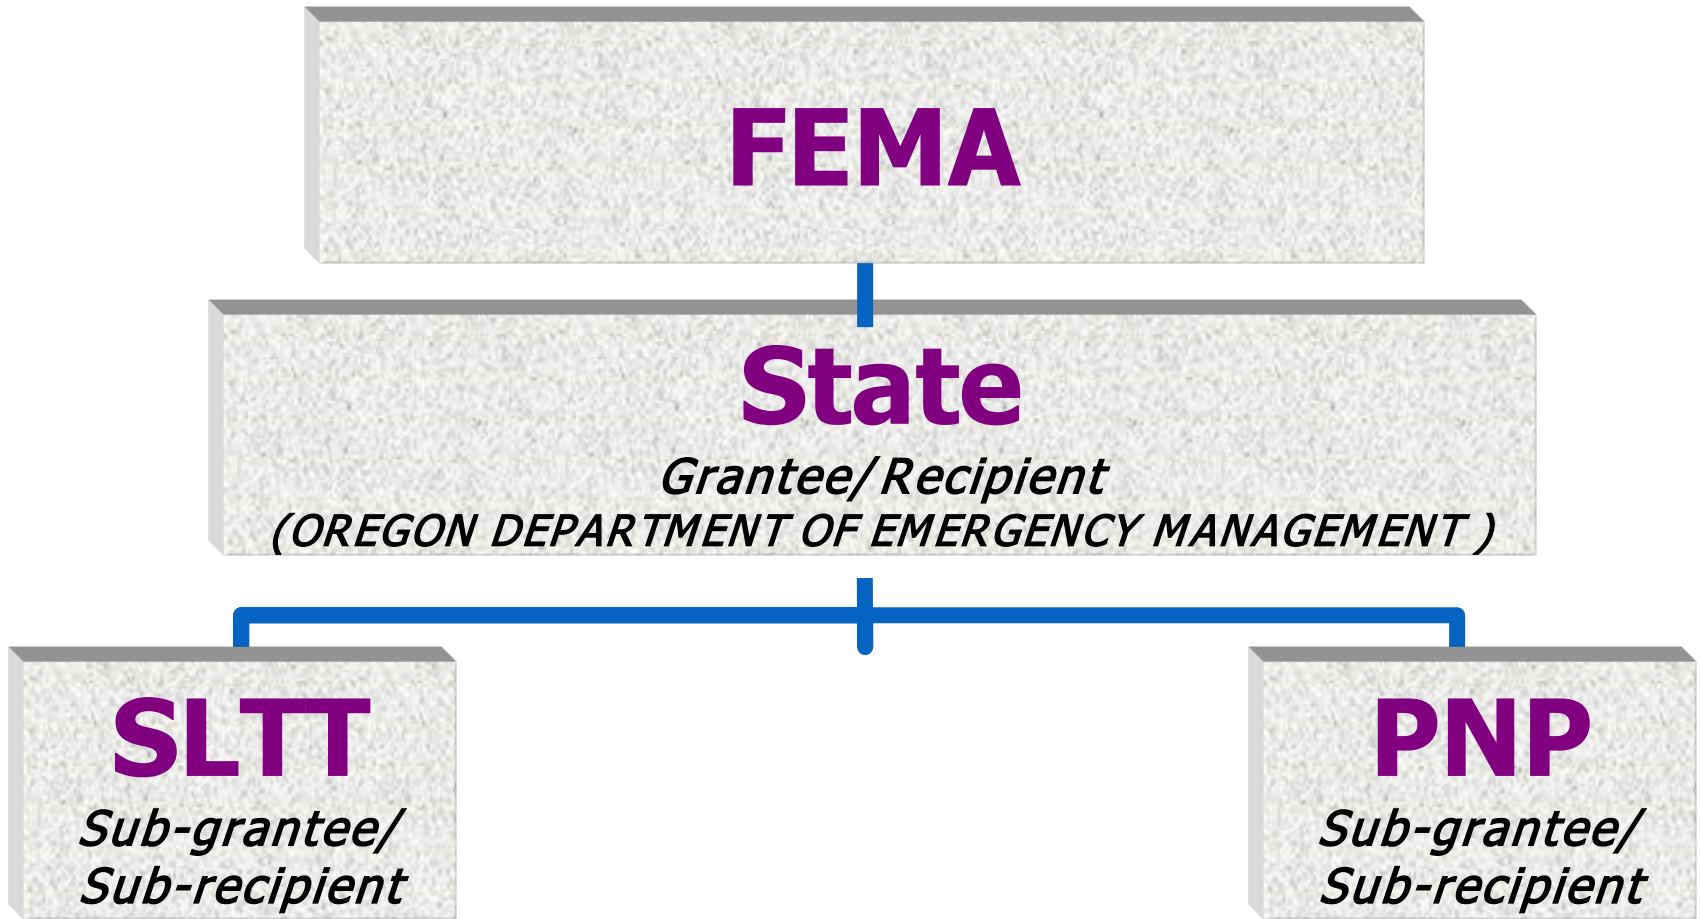 FEMA
State
Grantee/Recipient
(OREGON DEPARTMENT OF EMERGENCY MANAGEMENT )
SLTT
Sub-grantee/
Sub-recipient
PNP
Sub-grantee/
Sub-recipient